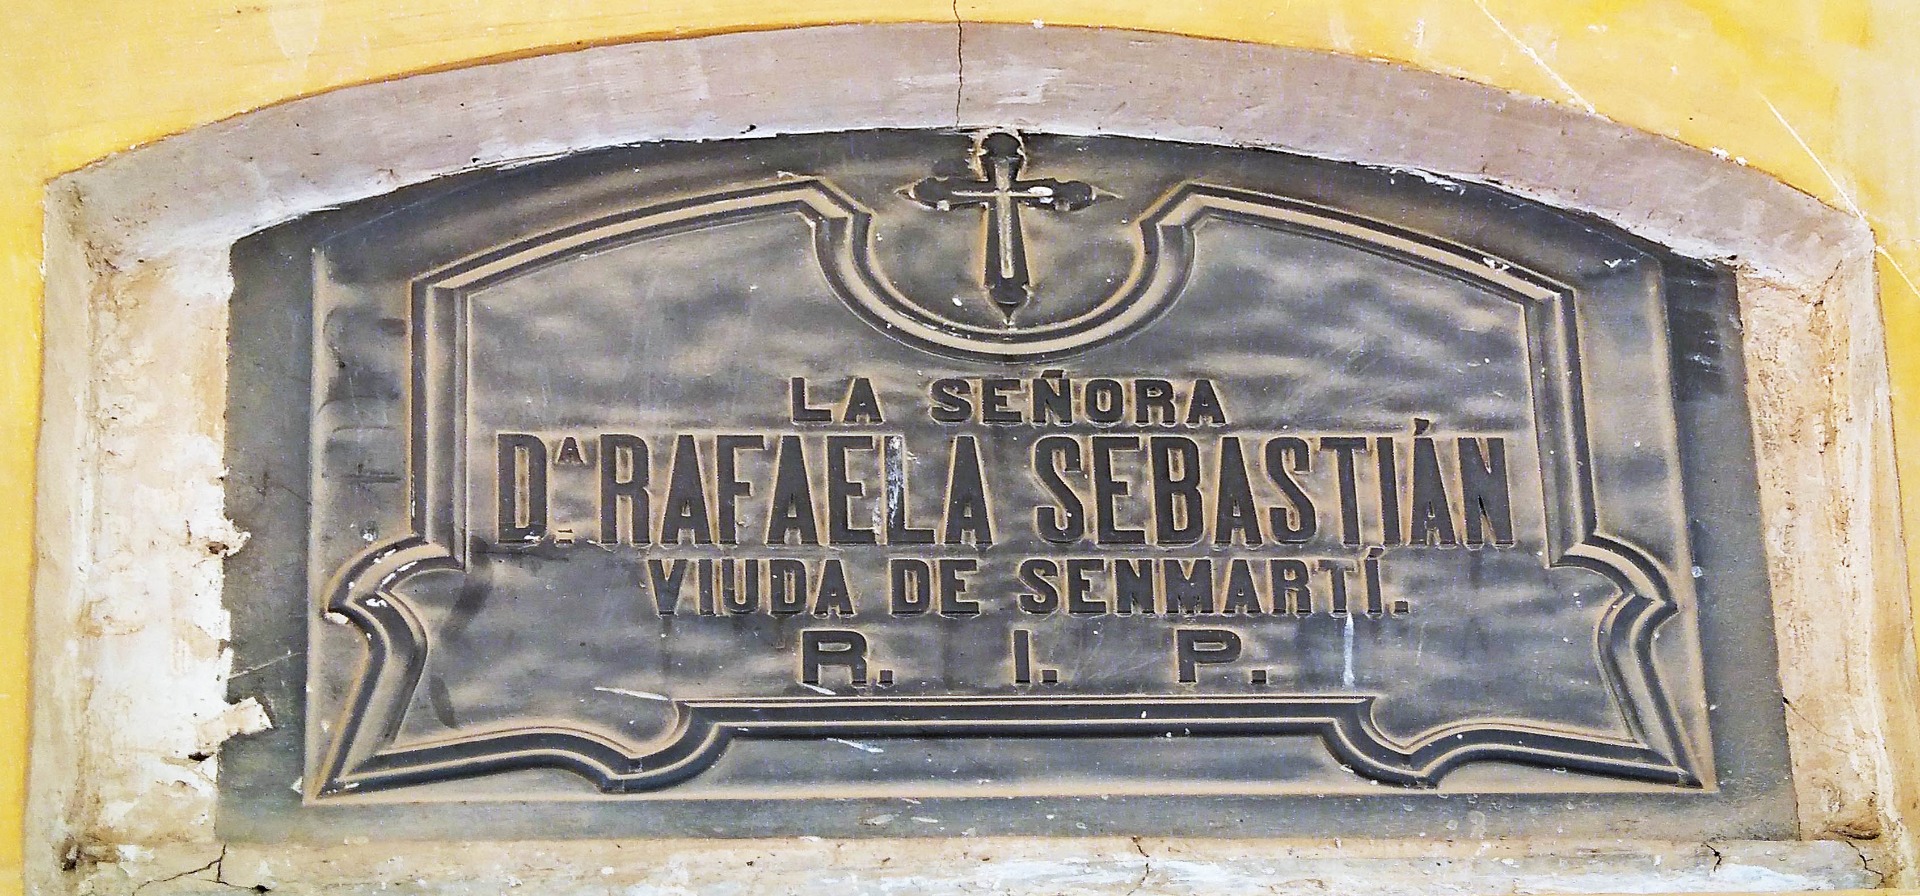 LA SEÑORA
Dᴬ RAFAELA SEBASTIÁN
VIUDA DE SENMARTÍ.
R. I. P.